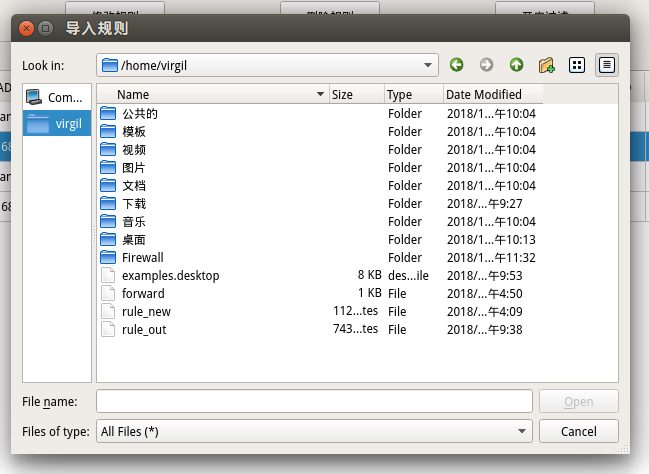 导入规则
Look in: /home/virgil
Com...
virgil
Name Size Type Date Modified
公共的 Folder 2018/1...午10:04
模板 Folder 2018/1...午10:04
视频 Folder 2018/1...午10:04
图片 Folder 2018/1...午10:04
文档 Folder 2018/1...午10:04
下载 Folder 2018/...午9:27
音乐 Folder 2018/1...午10:04
桌面 Folder 2018/1...午10:13
Firewall Folder 2018/1...午11:32
examples.desktop 8 KB des...ile 2018/...午9:53
forward 1 KB File 2018/...午4:50
rule_new 112...tes File 2018/...午4:09
rule_out 743...tes File 2018/...午9:38
File name: Open
Files of type: All Files (*) Cancel